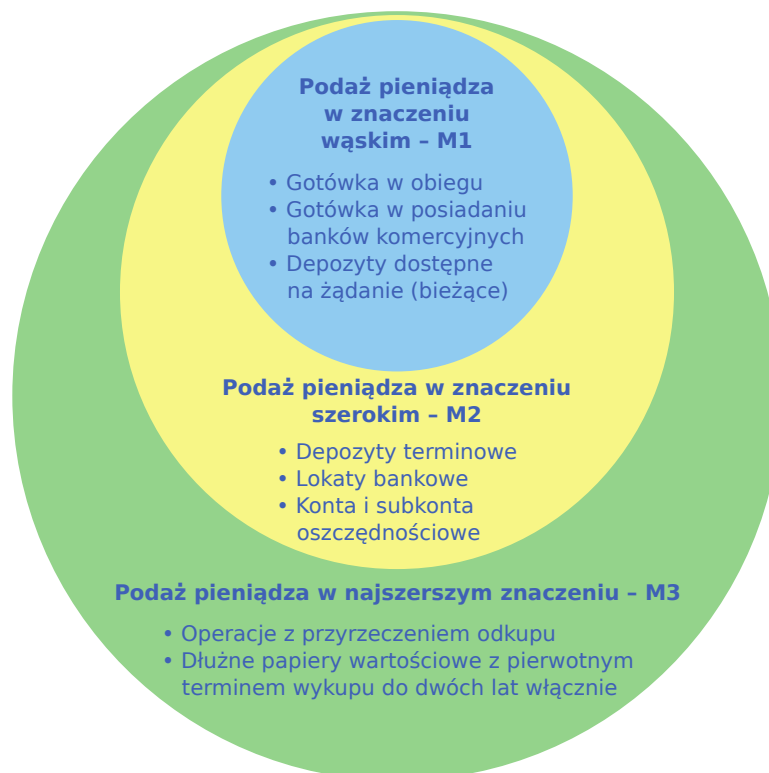 Podaż pieniądza
w znaczeniu
wąskim – M1
• Gotówka w obiegu
• Gotówka w posiadaniu
banków komercyjnych
• Depozyty dostępne
na żądanie (bieżące)
Podaż pieniądza w znaczeniu
szerokim – M2
• Depozyty terminowe
• Lokaty bankowe
• Konta i subkonta
oszczędnościowe
Podaż pieniądza w najszerszym znaczeniu – M3
• Operacje z przyrzeczeniem odkupu
• Dłużne papiery wartościowe z pierwotnym
terminem wykupu do dwóch lat włącznie